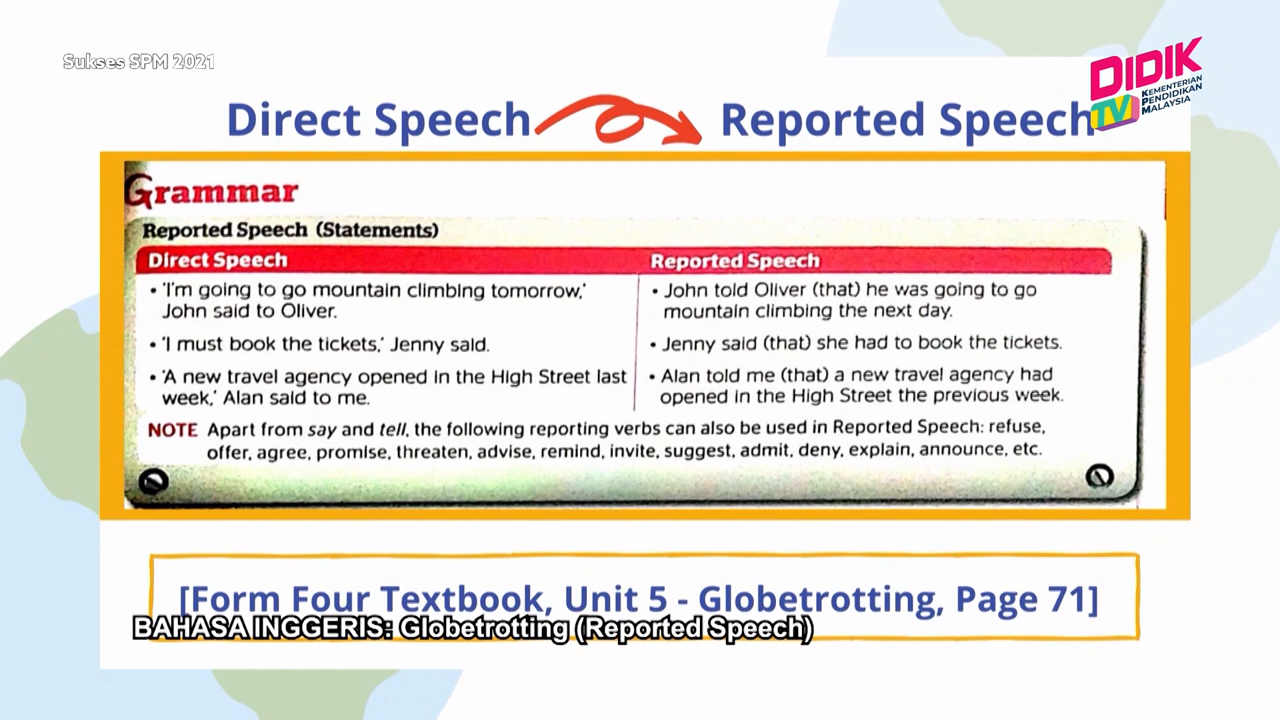 Sukses SPM 2021
DIDIK
TV
KEMENTERIAN
PENDIDIKAN
MALAYSIA
Direct Speech
Reported Speech
Grammar
Reported Speech (Statements)
Direct Speech
Reported Speech
• 'I'm going to go mountain climbing tomorrow,'
John said to Oliver.
• John told Oliver (that) he was going to go
mountain climbing the next day.
• 'I must book the tickets,' Jenny said.
• Jenny said (that) she had to book the tickets.
• 'A new travel agency opened in the High Street last
week,' Alan said to me.
• Alan told me (that) a new travel agency had
opened in the High Street the previous week.
NOTE Apart from say and tell, the following reporting verbs can also be used in Reported Speech: refuse,
offer, agree, promise, threaten, advise, remind, invite, suggest, admit, deny, explain, announce, etc.
[Form Four Textbook, Unit 5 - Globetrotting, Page 71]
BAHASA INGGERIS: Globetrotting (Reported Speech)